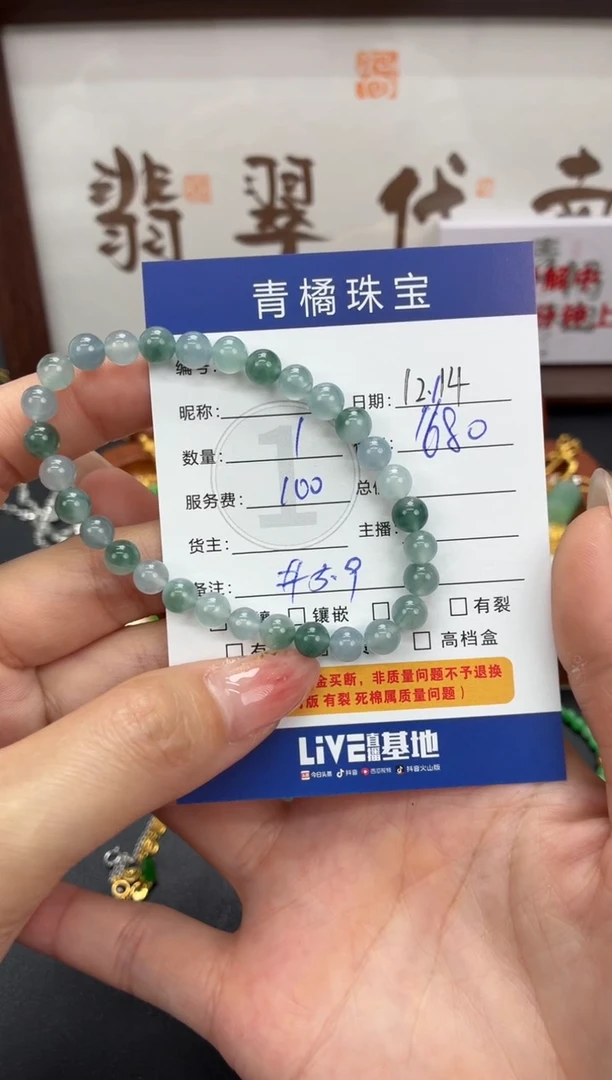 翡翠代
青橘珠宝
编号:
昵称: 日期: 12.14
数量: 1 1680
服务费: 100 总
货主: 主播:
备注: #5.9
镶嵌 有裂
高档盒
金买断，非质量问题不予退换
版 有裂 死棉属质量问题）
LiVE直播基地
今日头条 抖音 西瓜视频 抖音火山版